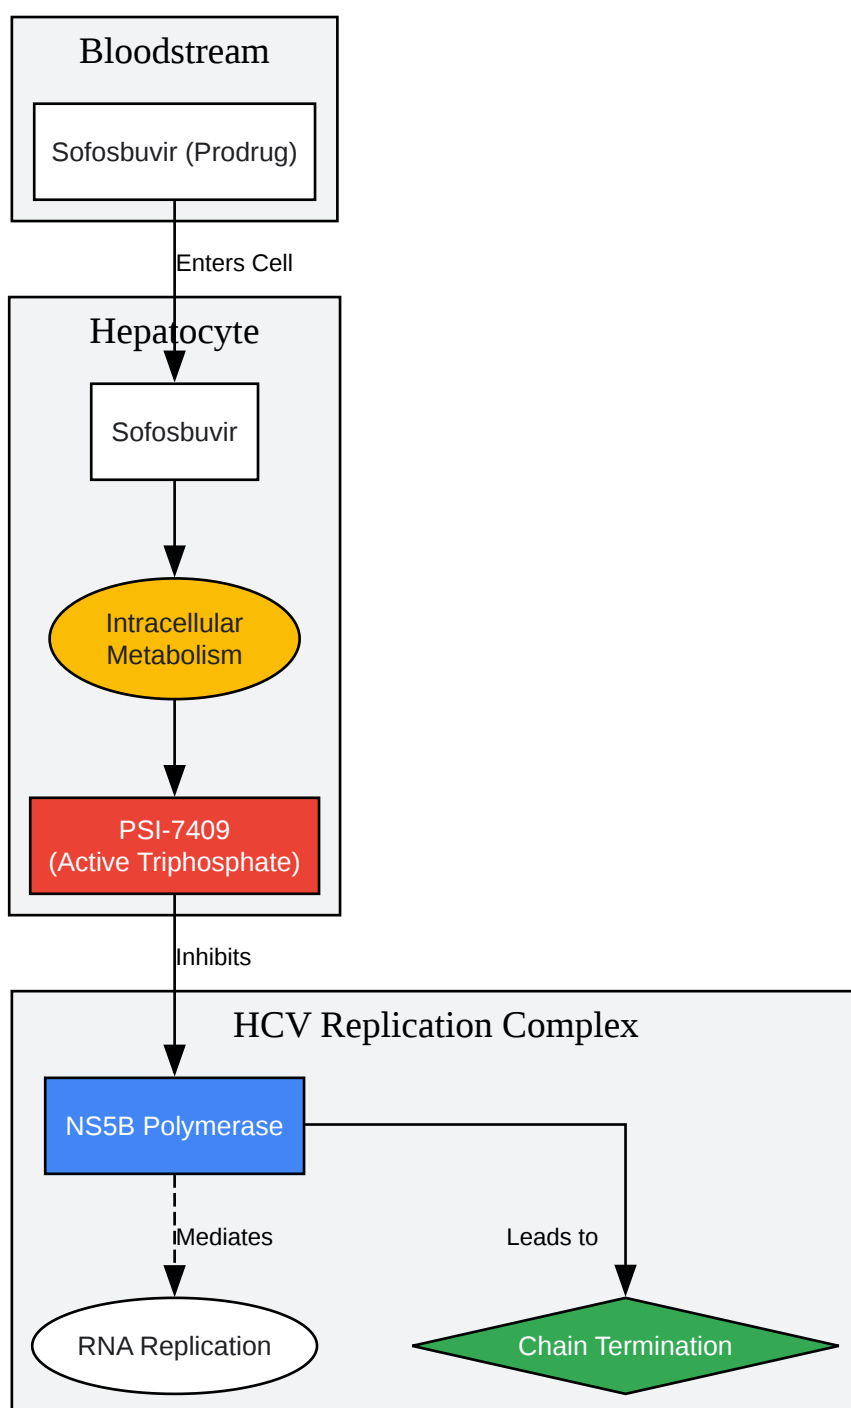 Bloodstream
Sofosbuvir (Prodrug)
Enters Cell
Hepatocyte
Sofosbuvir
Intracellular
Metabolism
PSI-7409
(Active Triphosphate)
Inhibits
HCV Replication Complex
NS5B Polymerase
Mediates
Leads to
RNA Replication
Chain Termination